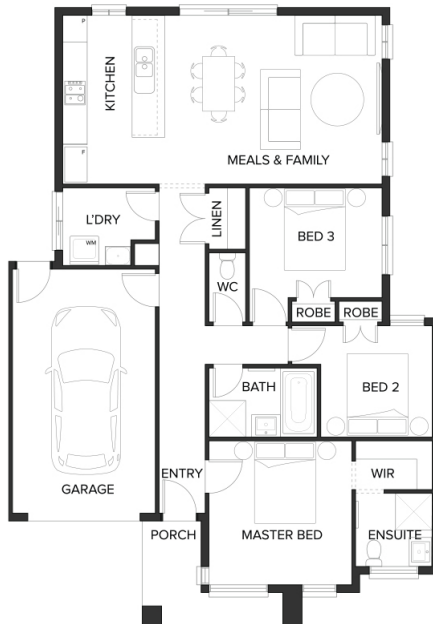 P
KITCHEN
MEALS & FAMILY
F
L'DRY
WM
LINEN
BED 3
WC
ROBE
ROBE
BATH
BED 2
ENTRY
WIR
GARAGE
PORCH
MASTER BED
ENSUITE